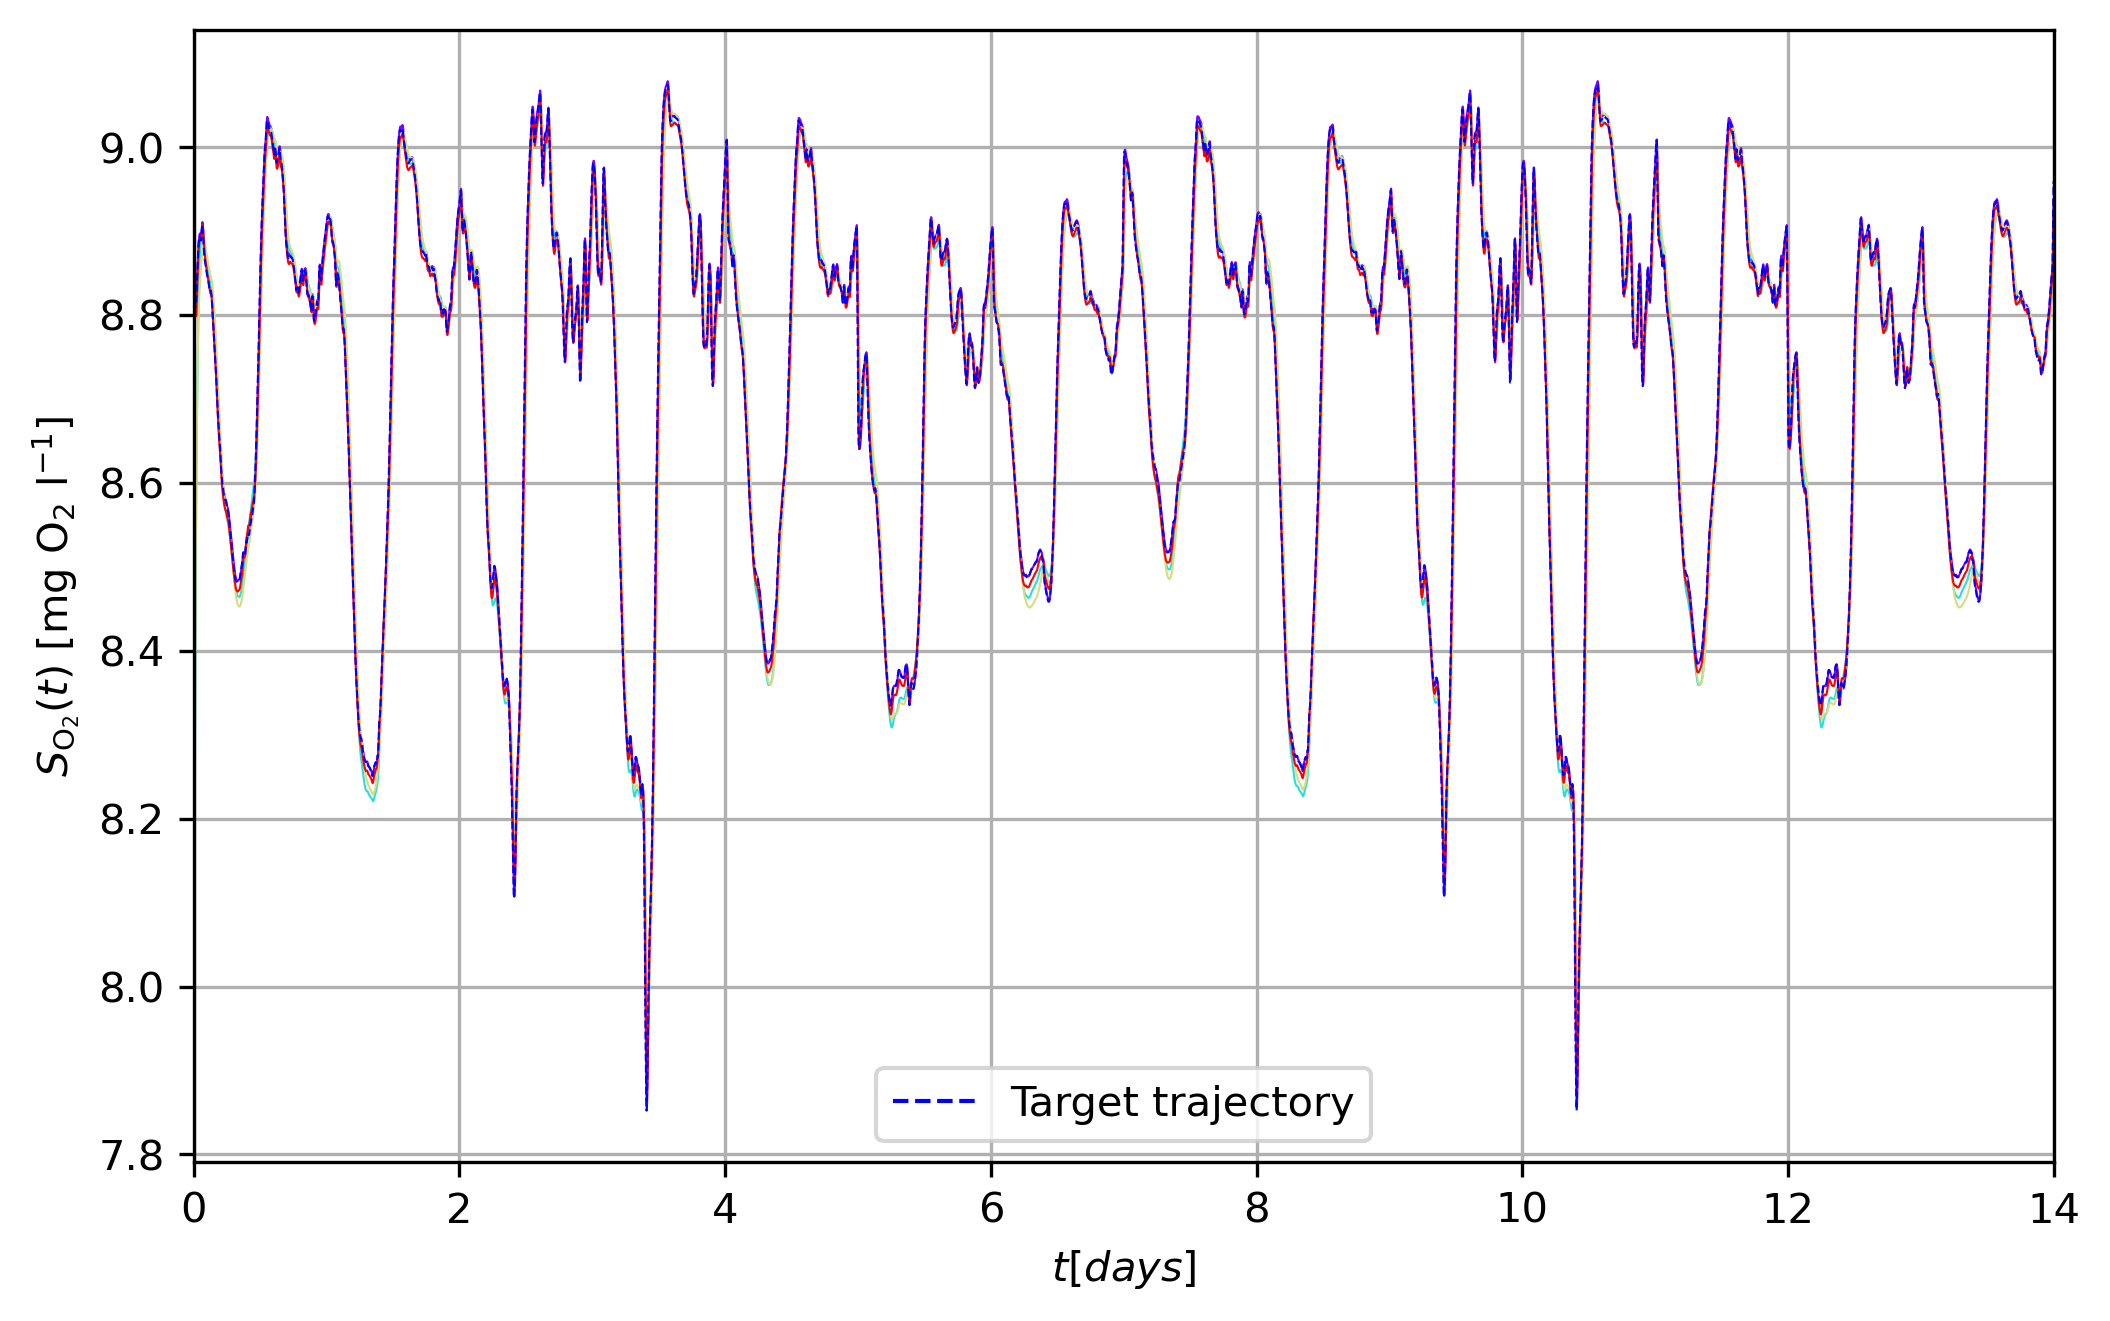 9.0
8.8
8.6
8.4
8.2
8.0
7.8
S_{O_2}(t) [mg O_2 l^{-1}]
Target trajectory
0 2 4 6 8 10 12 14
t[days]